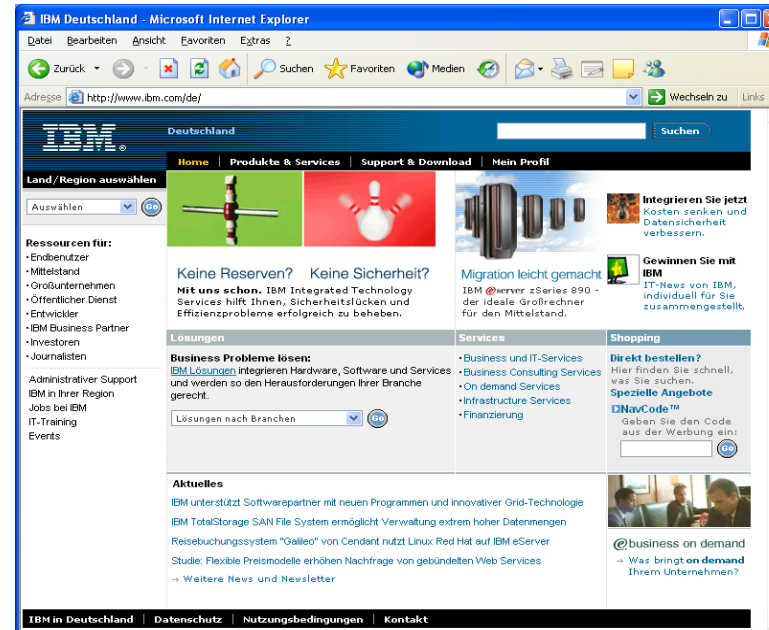 IBM Deutschland - Microsoft Internet Explorer
Datei Bearbeiten Ansicht Favoriten Extras ?
Zurück Suchen Favoriten Medien
Adresse http://www.ibm.com/de/ Wechseln zu Links
IBM®
Deutschland
Suchen
Home | Produkte & Services | Support & Download | Mein Profil
Land/Region auswählen
Auswählen Go
Ressourcen für:
·Endbenutzer
·Mittelstand
·Großunternehmen
·Öffentlicher Dienst
·Entwickler
·IBM Business Partner
·Investoren
·Journalisten
Administrativer Support
IBM in Ihrer Region
Jobs bei IBM
IT-Training
Events
Keine Reserven? Keine Sicherheit?
Mit uns schon. IBM Integrated Technology
Services hilft Ihnen, Sicherheitslücken und
Effizienzprobleme erfolgreich zu beheben.
Migration leicht gemacht
IBM eserver zSeries 890 -
der ideale Großrechner
für den Mittelstand.
Integrieren Sie jetzt
Kosten senken und
Datensicherheit
verbessern.
Gewinnen Sie mit
IBM
IT-News von IBM,
individuell für Sie
zusammengestellt.
Lösungen
Business Probleme lösen:
IBM Lösungen integrieren Hardware, Software und Services
und werden so den Herausforderungen Ihrer Branche
gerecht.
Lösungen nach Branchen Go
Services
·Business und IT-Services
·Business Consulting Services
·On demand Services
·Infrastructure Services
·Finanzierung
Shopping
Direkt bestellen?
Hier finden Sie schnell,
was Sie suchen.
Spezielle Angebote
NavCode™
Geben Sie den Code
aus der Werbung ein:
Go
Aktuelles
IBM unterstützt Softwarepartner mit neuen Programmen und innovativer Grid-Technologie
IBM TotalStorage SAN File System ermöglicht Verwaltung extrem hoher Datenmengen
Reisebuchungssystem "Galileo" von Cendant nutzt Linux Red Hat auf IBM eServer
Studie: Flexible Preismodelle erhöhen Nachfrage von gebündelten Web Services
→ Weitere News und Newsletter
e business on demand
→ Was bringt on demand
Ihrem Unternehmen?
IBM in Deutschland | Datenschutz | Nutzungsbedingungen | Kontakt